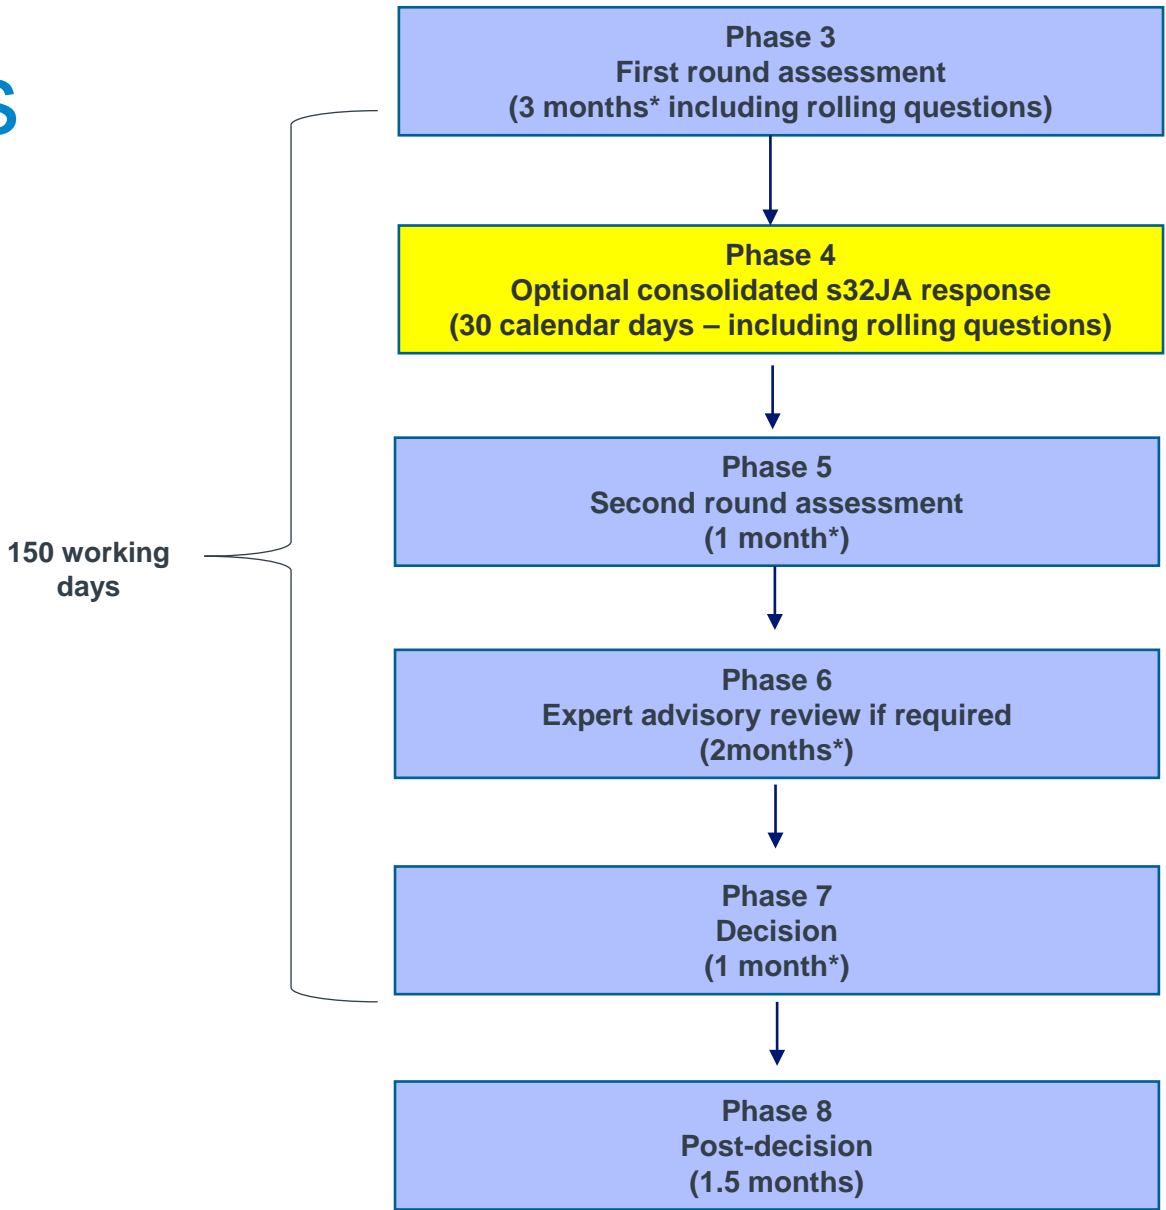 s
Phase 3
First round assessment
(3 months* including rolling questions)
Phase 4
Optional consolidated s32JA response
(30 calendar days – including rolling questions)
Phase 5
Second round assessment
(1 month*)
150 working
days
Phase 6
Expert advisory review if required
(2months*)
Phase 7
Decision
(1 month*)
Phase 8
Post-decision
(1.5 months)